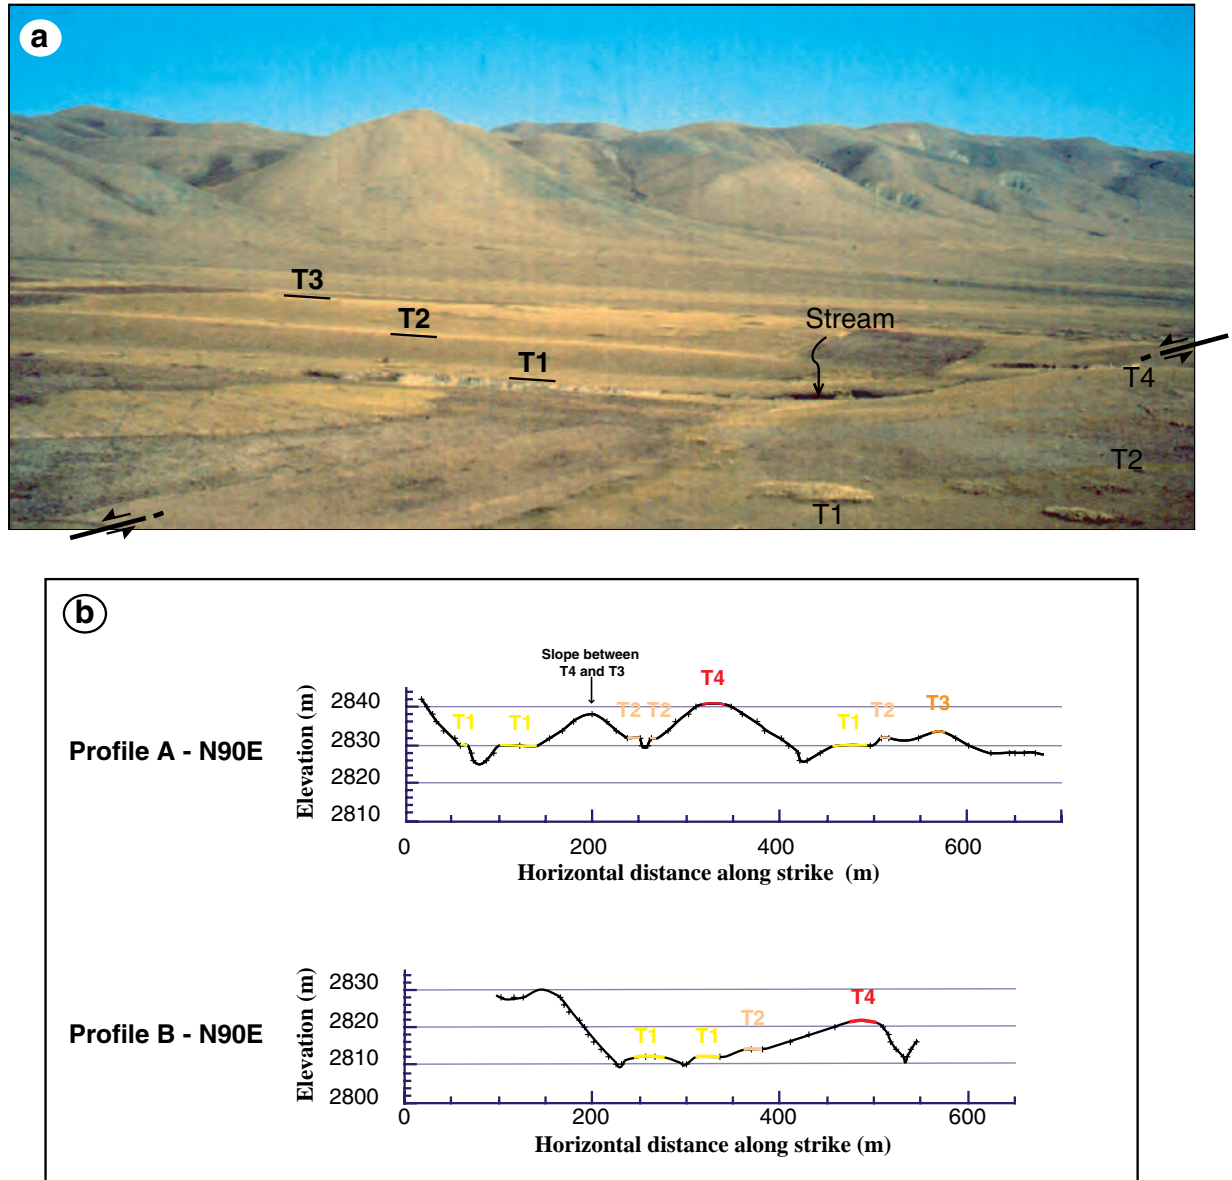 a
T3
T2
Stream
T1
T4
T2
T1
b
Slope between
T4 and T3
T4
T1 T1 T2 T2 T1 T2 T3
Profile A - N90E
Elevation (m)
2840
2830
2820
2810
0 200 400 600
Horizontal distance along strike (m)
Profile B - N90E
Elevation (m)
2830
2820
2810
2800
T1 T1 T2 T4
0 200 400 600
Horizontal distance along strike (m)